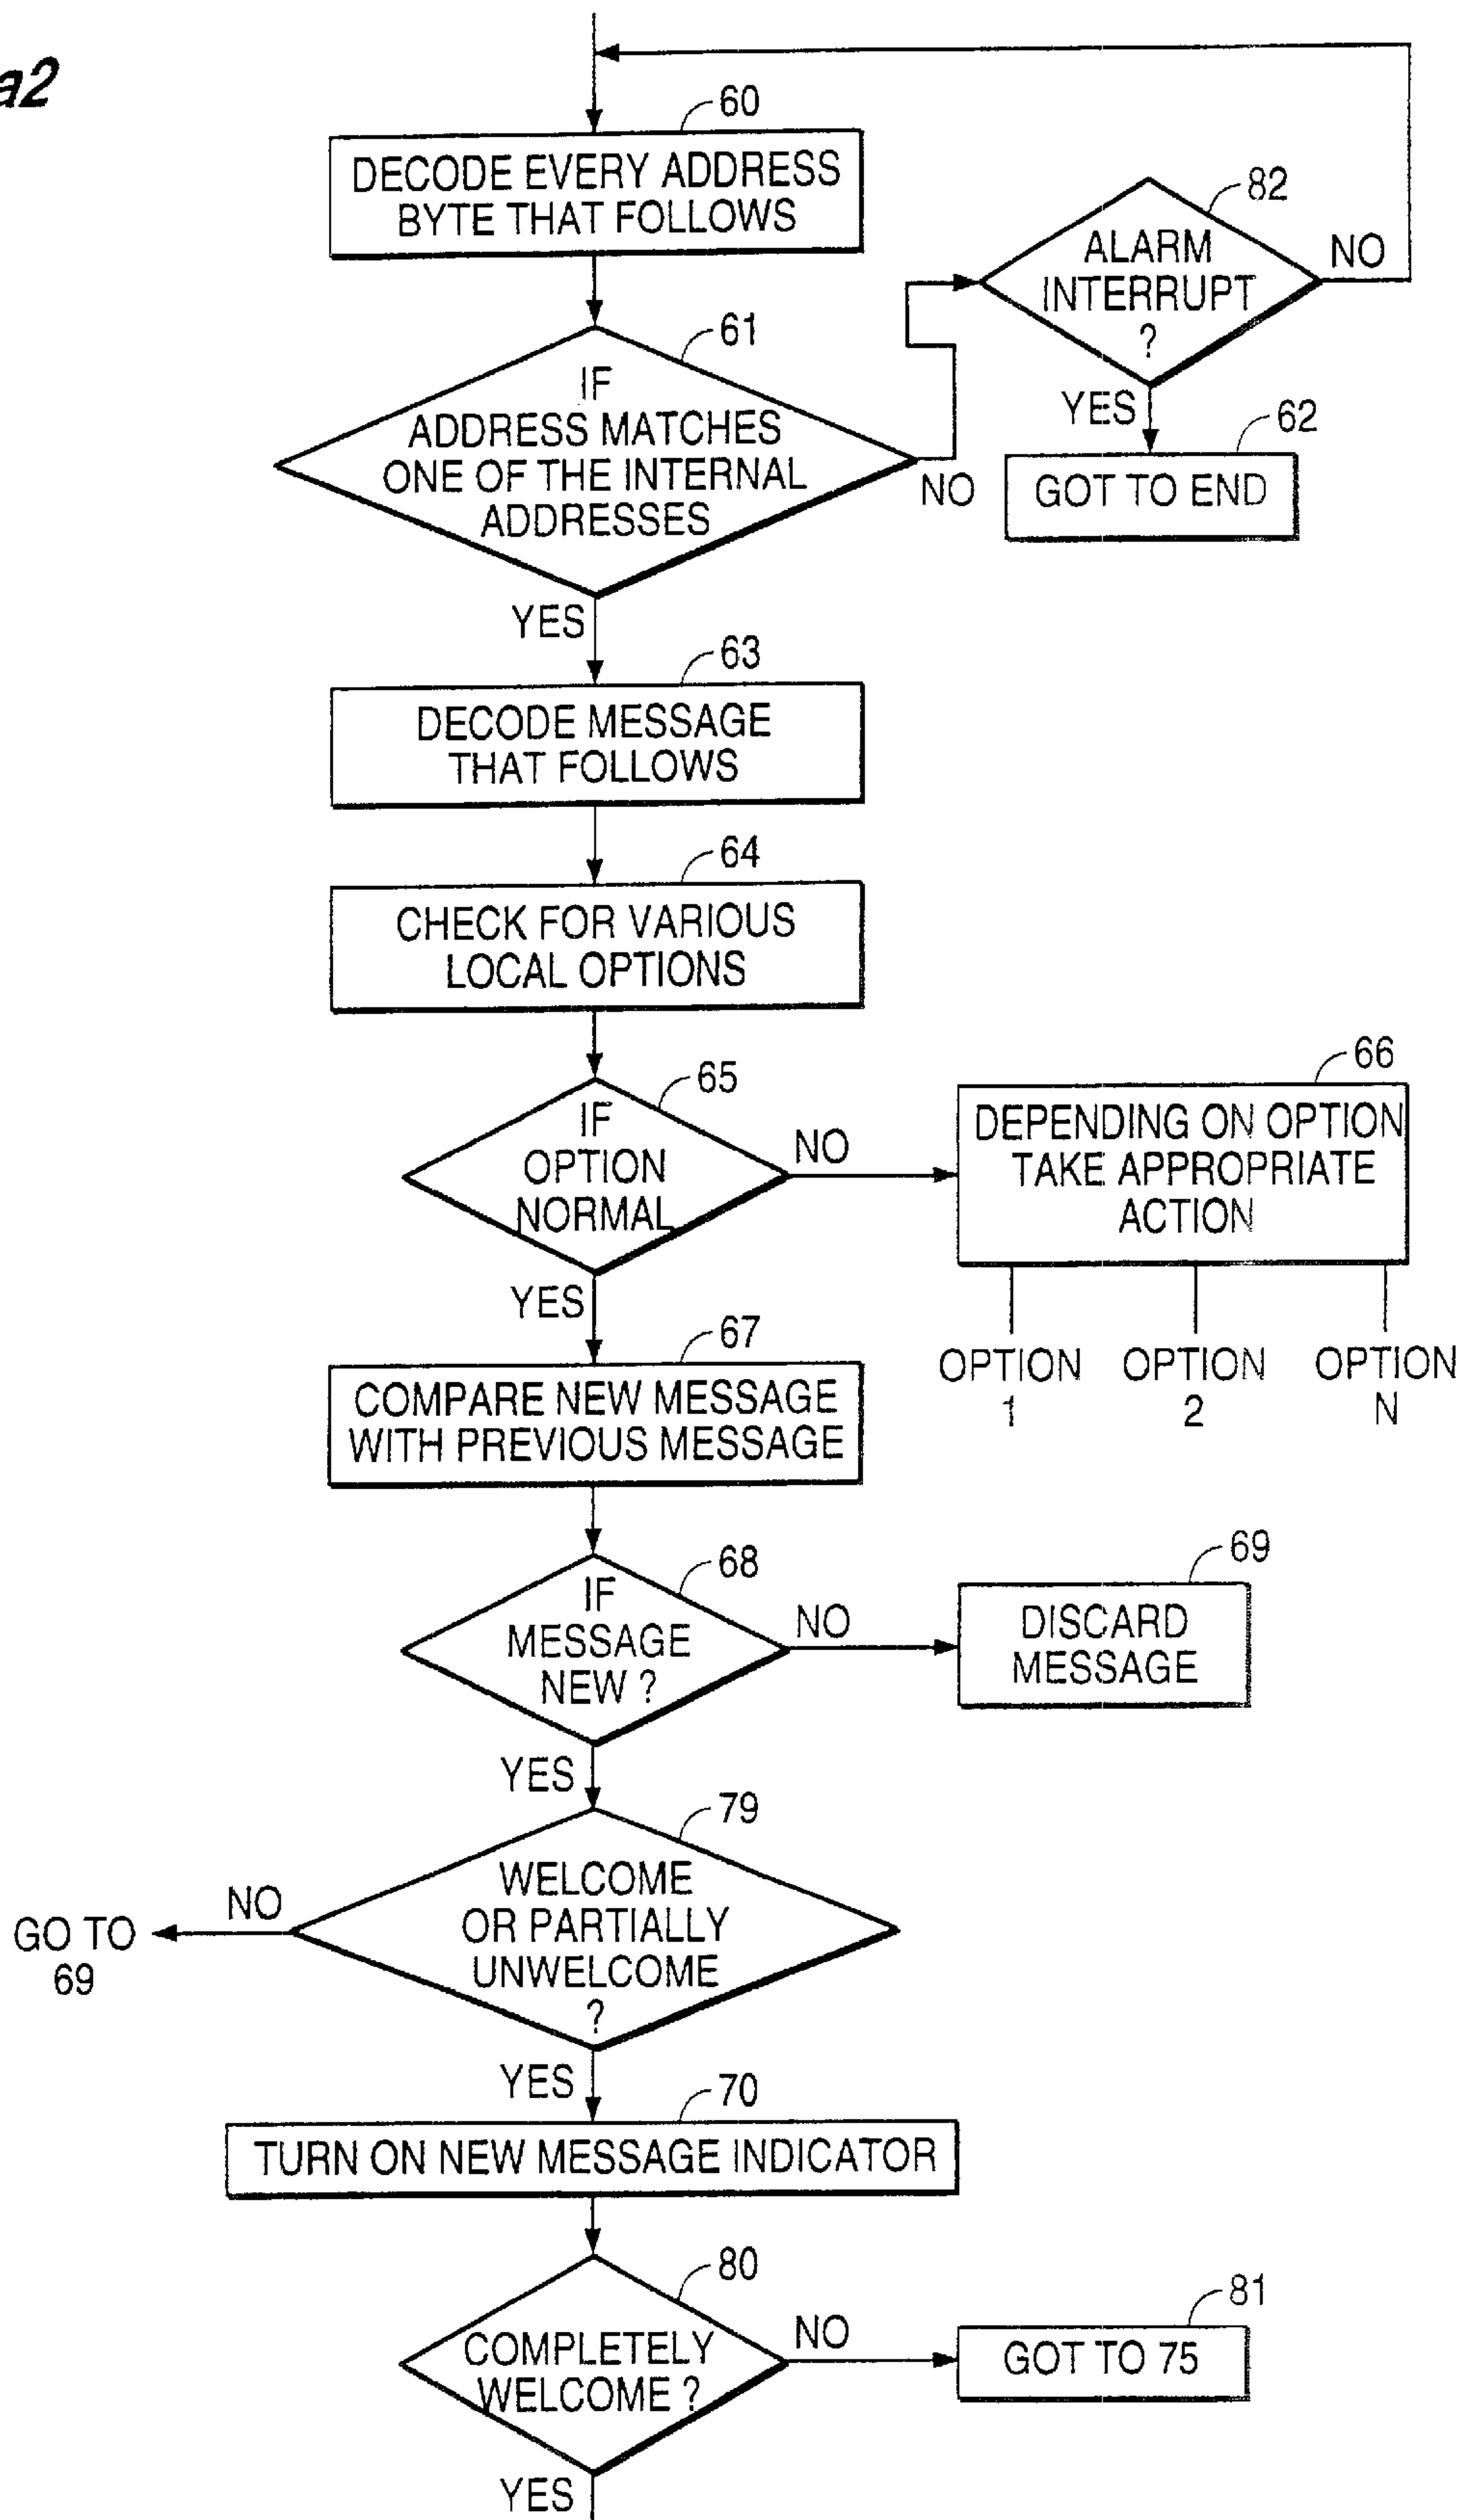 a2
60
DECODE EVERY ADDRESS
BYTE THAT FOLLOWS
82
ALARM
INTERRUPT
?
NO
YES
62
GOT TO END
61
IF
ADDRESS MATCHES
ONE OF THE INTERNAL
ADDRESSES
NO
YES
63
DECODE MESSAGE
THAT FOLLOWS
64
CHECK FOR VARIOUS
LOCAL OPTIONS
65
IF
OPTION
NORMAL
NO
66
DEPENDING ON OPTION
TAKE APPROPRIATE
ACTION
OPTION
1
OPTION
2
OPTION
N
YES
67
COMPARE NEW MESSAGE
WITH PREVIOUS MESSAGE
68
IF
MESSAGE
NEW ?
NO
69
DISCARD
MESSAGE
YES
79
WELCOME
OR PARTIALLY
UNWELCOME
?
NO
GO TO
69
YES
70
TURN ON NEW MESSAGE INDICATOR
80
COMPLETELY
WELCOME ?
NO
81
GOT TO 75
YES